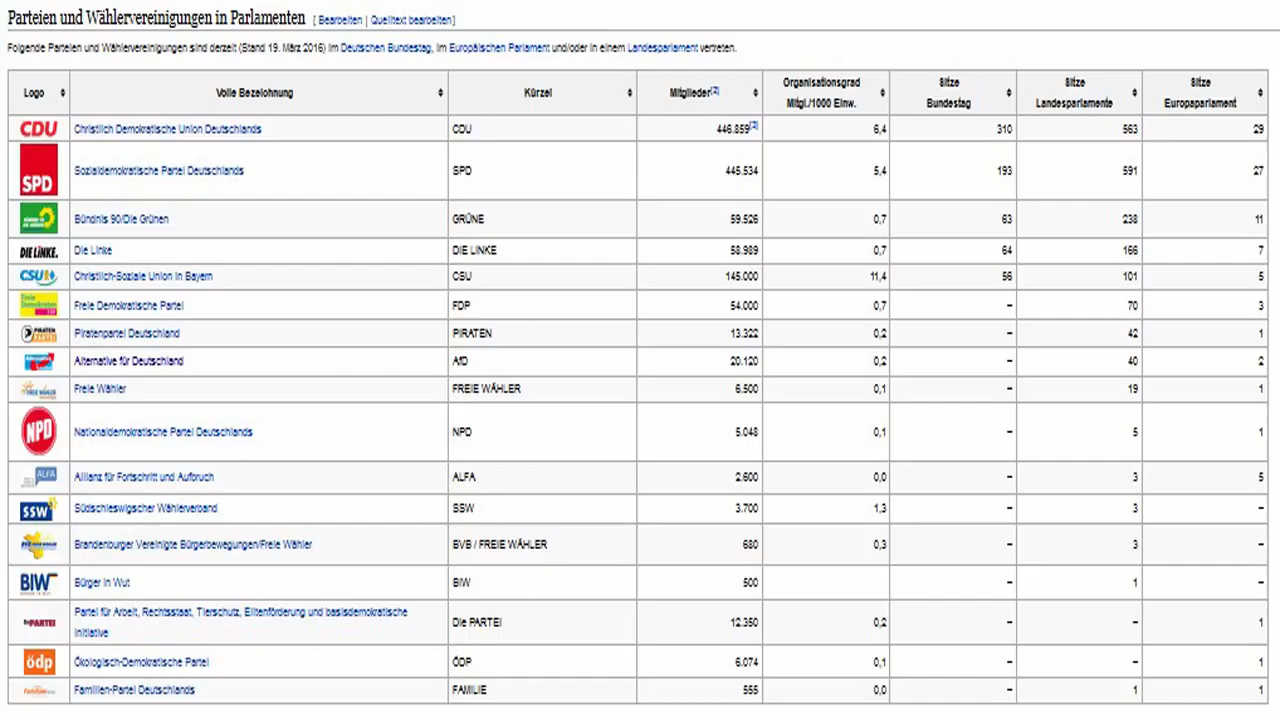 Parteien und Wählervereinigungen in Parlamenten [ Bearbeiten | Quelltext bearbeiten ]
Folgende Parteien und Wählervereinigungen sind derzeit (Stand 19. März 2016) im Deutschen Bundestag, im Europäischen Parlament und/oder in einem Landesparlament vertreten.
Logo Volle Bezeichnung Kürzel Mitglieder[2] Organisationsgrad Mitgl./1000 Einw. Sitze Bundestag Sitze Landesparlamente Sitze Europaparlament
CDU Christlich Demokratische Union Deutschlands CDU 446.859[3] 6,4 310 563 29
SPD Sozialdemokratische Partei Deutschlands SPD 445.534 5,4 193 591 27
Bündnis 90/Die Grünen GRÜNE 59.526 0,7 63 238 11
DIE LINKE. Die Linke DIE LINKE 58.989 0,7 64 166 7
CSU Christlich-Soziale Union in Bayern CSU 145.000 11,4 56 101 5
Freie Demokraten FDP Freie Demokratische Partei FDP 54.000 0,7 – 70 3
PIRATEN PARTEI Piratenpartei Deutschland PIRATEN 13.322 0,2 – 42 1
Alternative für Deutschland AfD 20.120 0,2 – 40 2
FREIE WÄHLER Freie Wähler FREIE WÄHLER 6.500 0,1 – 19 1
NPD Nationaldemokratische Partei Deutschlands NPD 5.048 0,1 – 5 1
ALFA Allianz für Fortschritt und Aufbruch ALFA 2.600 0,0 – 3 5
SSW Südschleswigscher Wählerverband SSW 3.700 1,3 – 3 –
Brandenburger Vereinigte Bürgerbewegungen/Freie Wähler BVB / FREIE WÄHLER 680 0,3 – 3 –
BIW Bürger in Wut BIW 500 – 1 –
Die PARTEI Partei für Arbeit, Rechtsstaat, Tierschutz, Elitenförderung und basisdemokratische
Initiative Die PARTEI 12.350 0,2 – – 1
ödp Ökologisch-Demokratische Partei ÖDP 6.074 0,1 – – 1
Familien-Partei Deutschlands FAMILIE 555 0,0 – 1 1